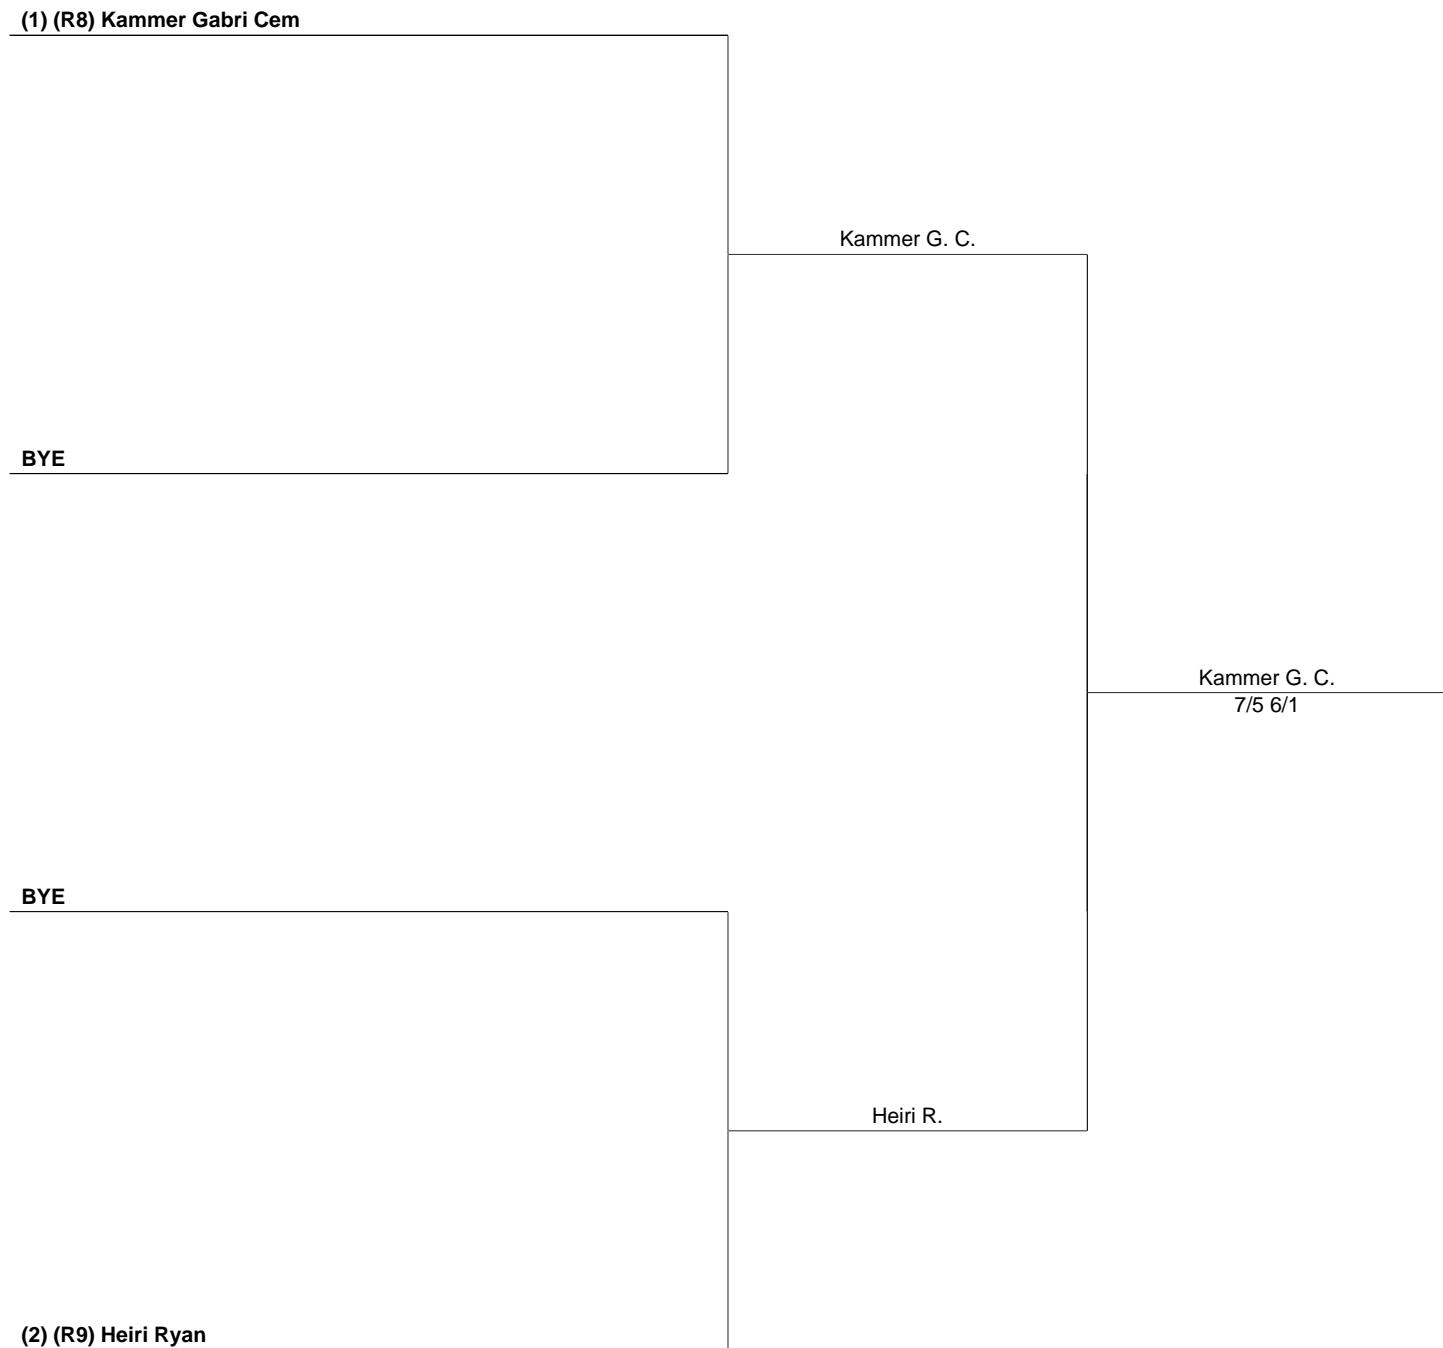 (1) (R8) Kammer Gabri Cem
Kammer G. C.
BYE
Kammer G. C.
7/5 6/1
BYE
Heiri R.
(2) (R9) Heiri Ryan